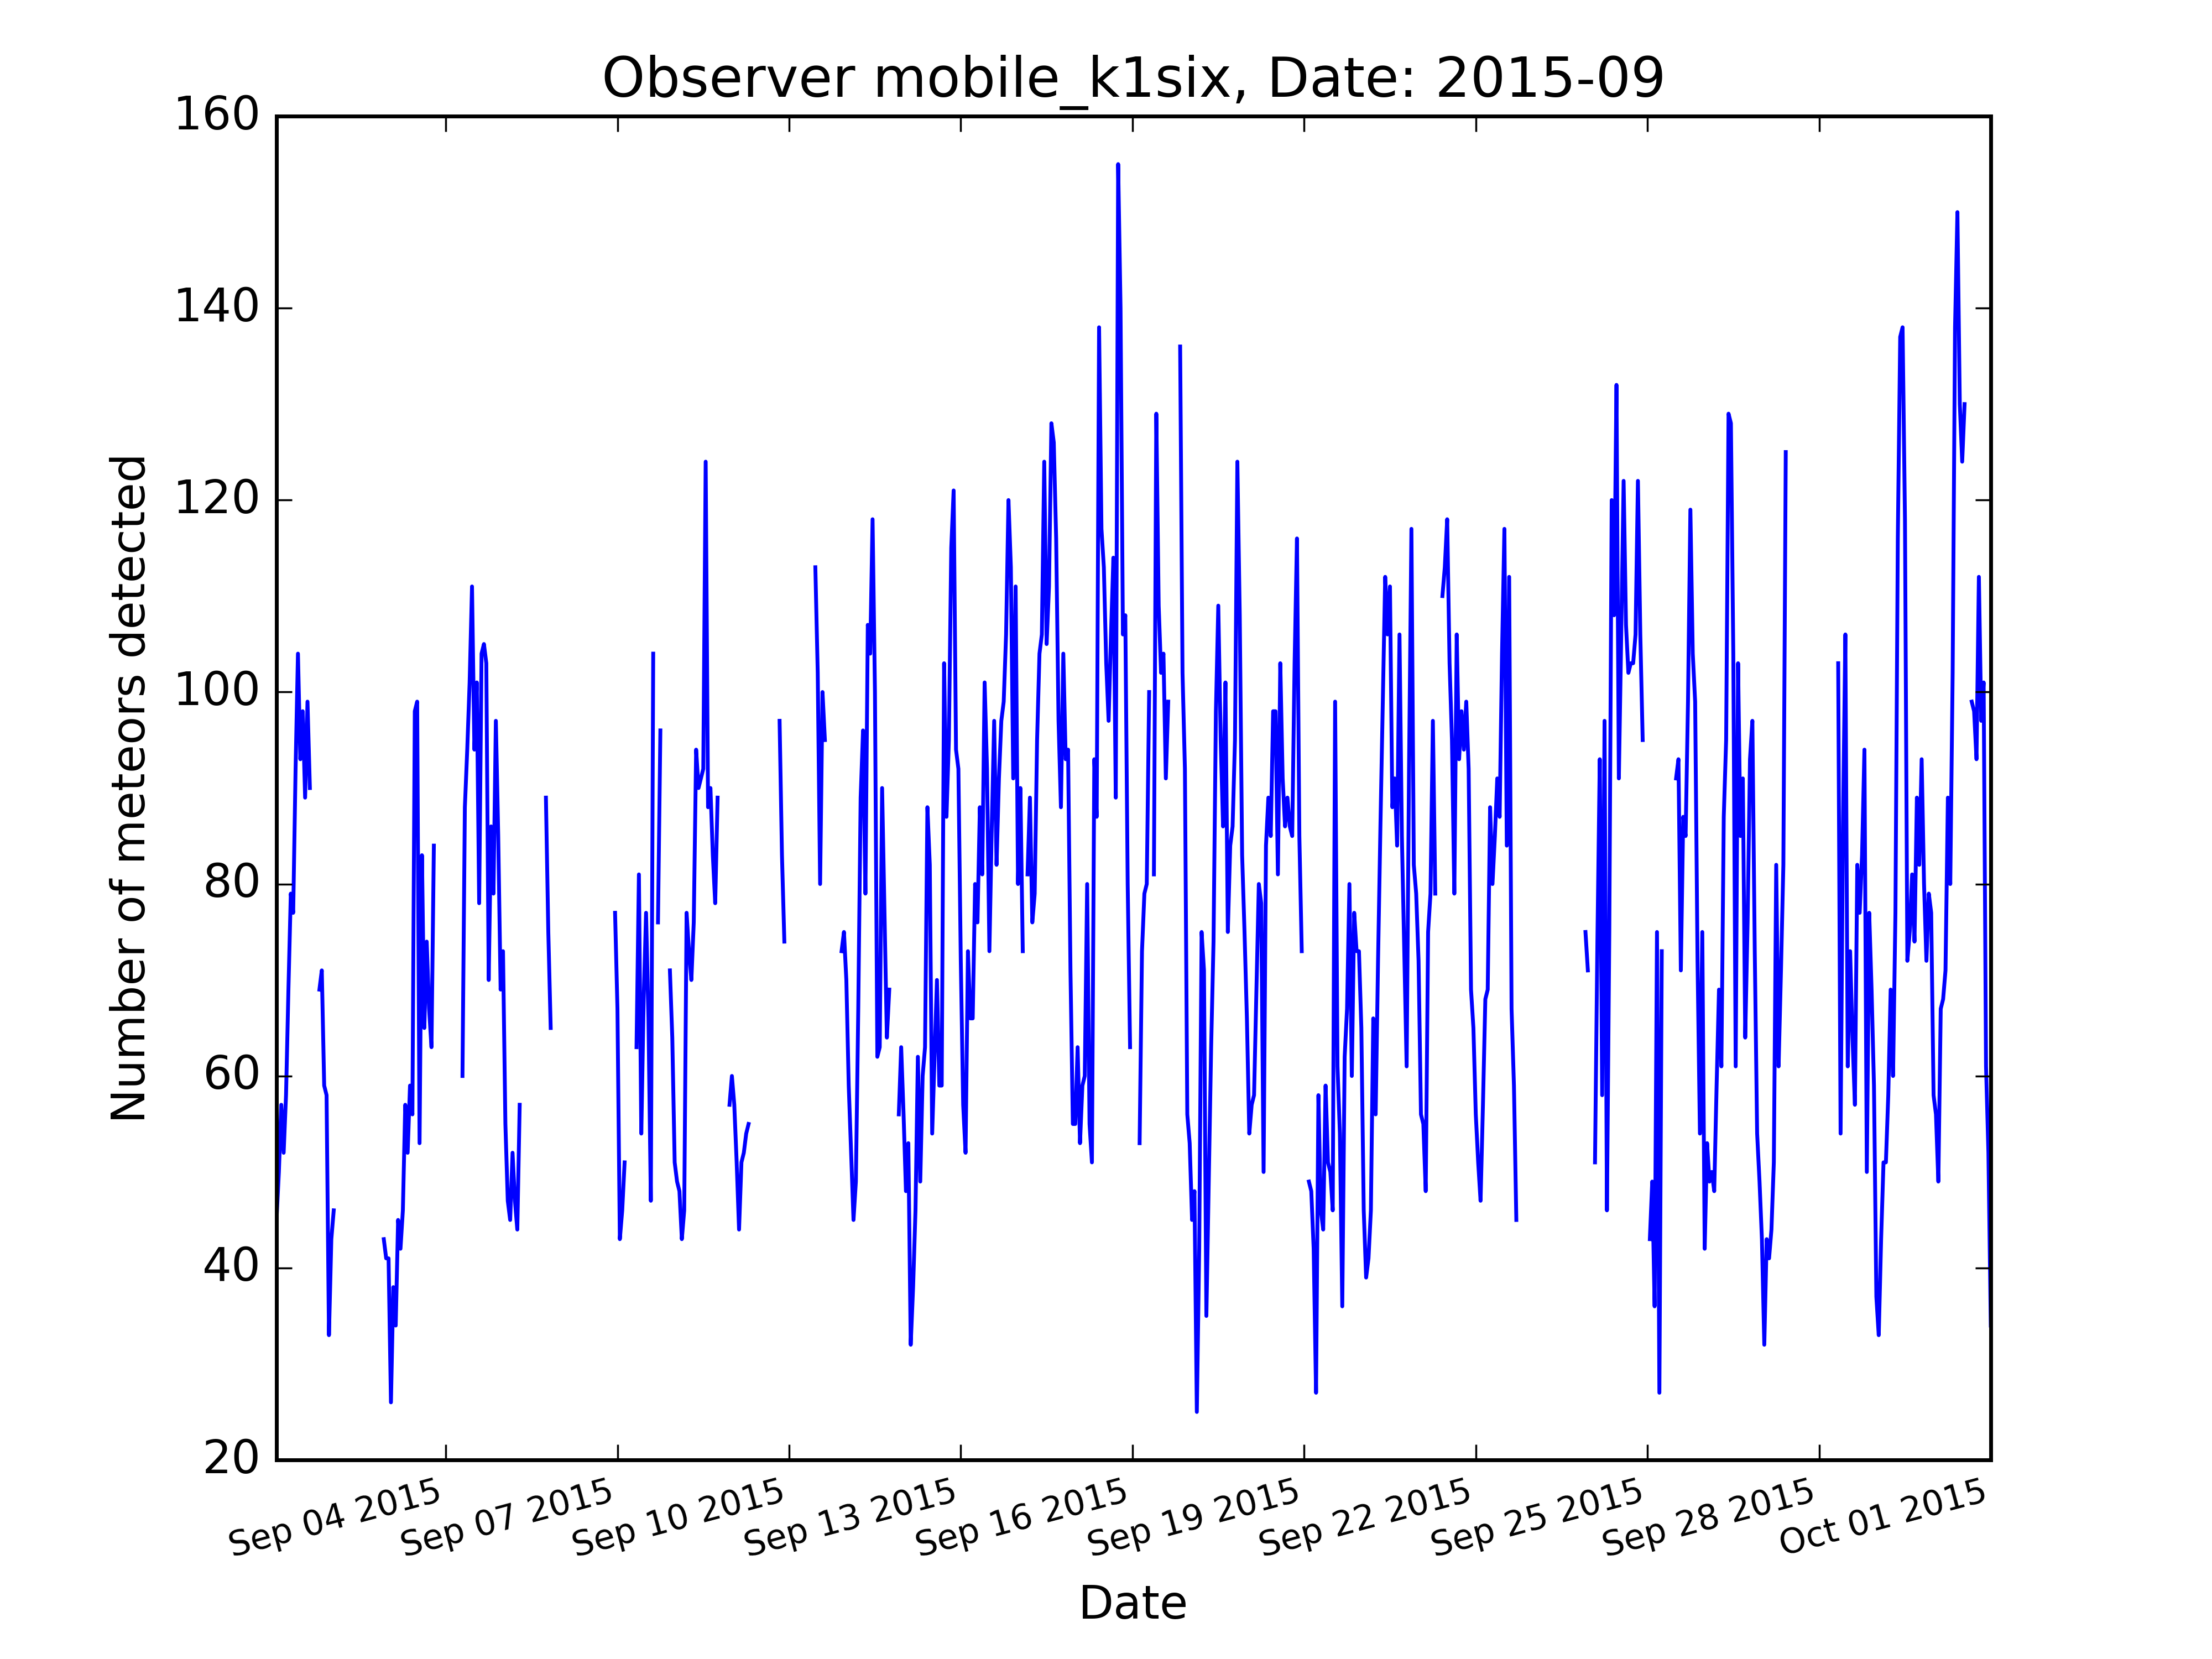 Observer mobile_k1six, Date: 2015-09
160
140
120
100
80
60
40
20
Number of meteors detected
Sep 04 2015
Sep 07 2015
Sep 10 2015
Sep 13 2015
Sep 16 2015
Sep 19 2015
Sep 22 2015
Sep 25 2015
Sep 28 2015
Oct 01 2015
Date